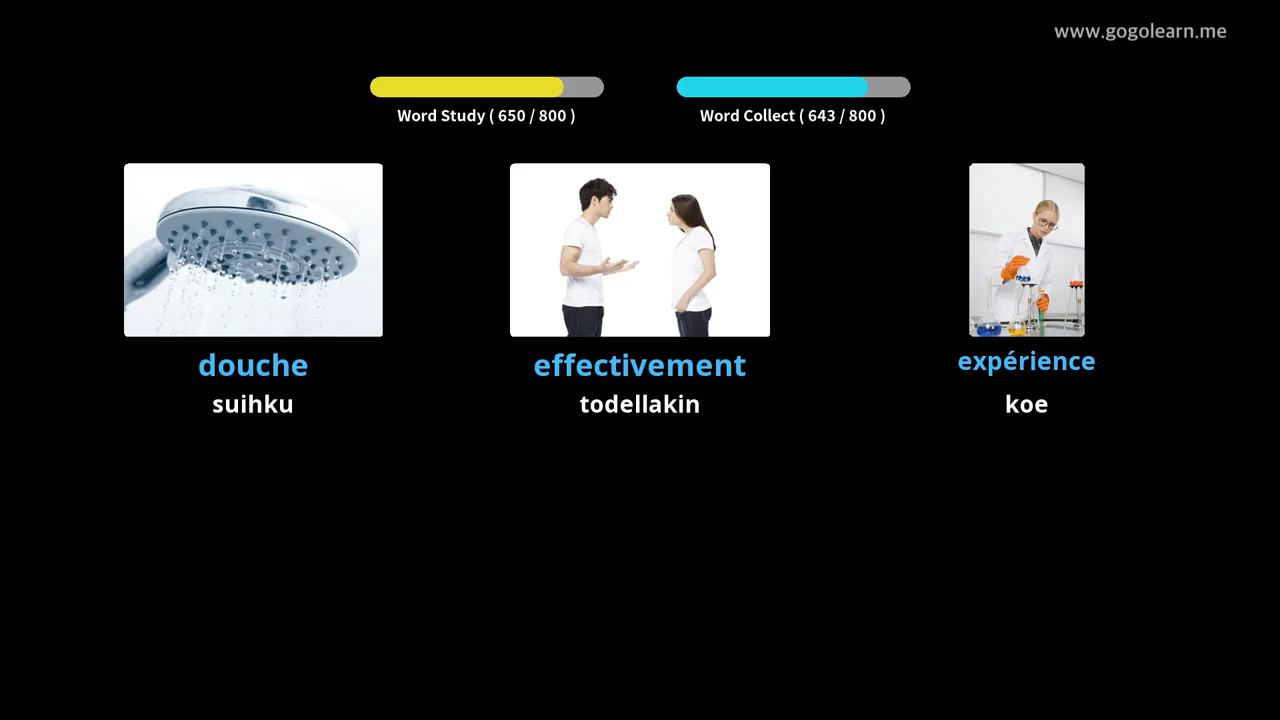 www.gogolearn.me
Word Study ( 650 / 800 )
Word Collect ( 643 / 800 )
douche
suihku
effectivement
todellakin
expérience
koe